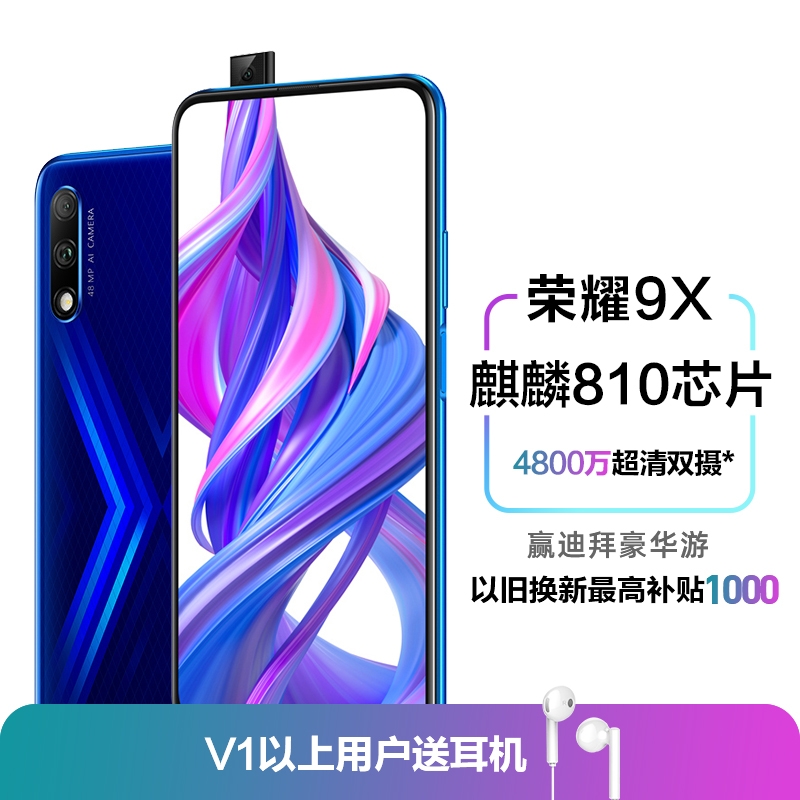 48 MP AI CAMERA
荣耀9X
麒麟810芯片
4800万超清双摄*
赢迪拜豪华游
以旧换新最高补贴1000
V1以上用户送耳机